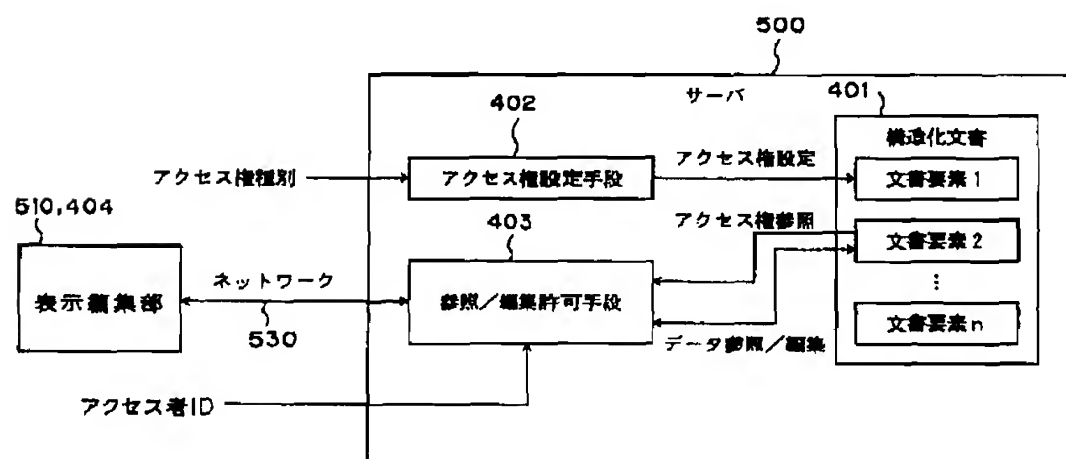 500
サーバ
401
402
構造化文書
アクセス権種別
アクセス権設定手段
アクセス権設定
文書要素1
510,404
403
アクセス権参照
文書要素2
表示編集部
ネットワーク
530
参照/編集許可手段
⋮
文書要素n
データ参照/編集
アクセス者ID